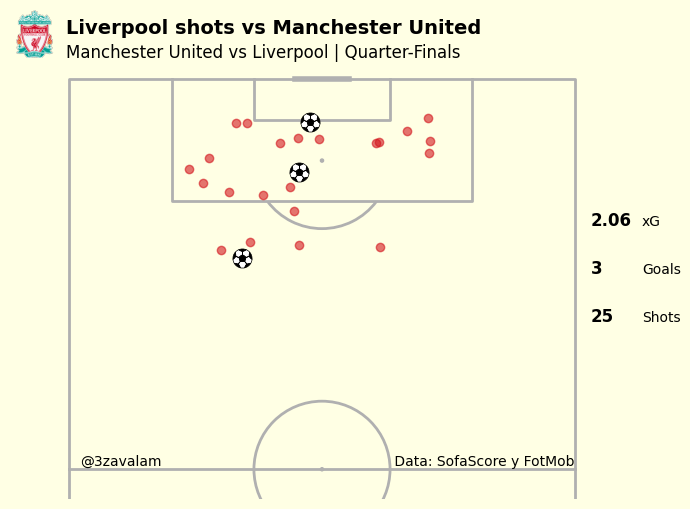 Liverpool shots vs Manchester United
Manchester United vs Liverpool | Quarter-Finals
2.06 xG
3 Goals
25 Shots
@3zavalam
Data: SofaScore y FotMob